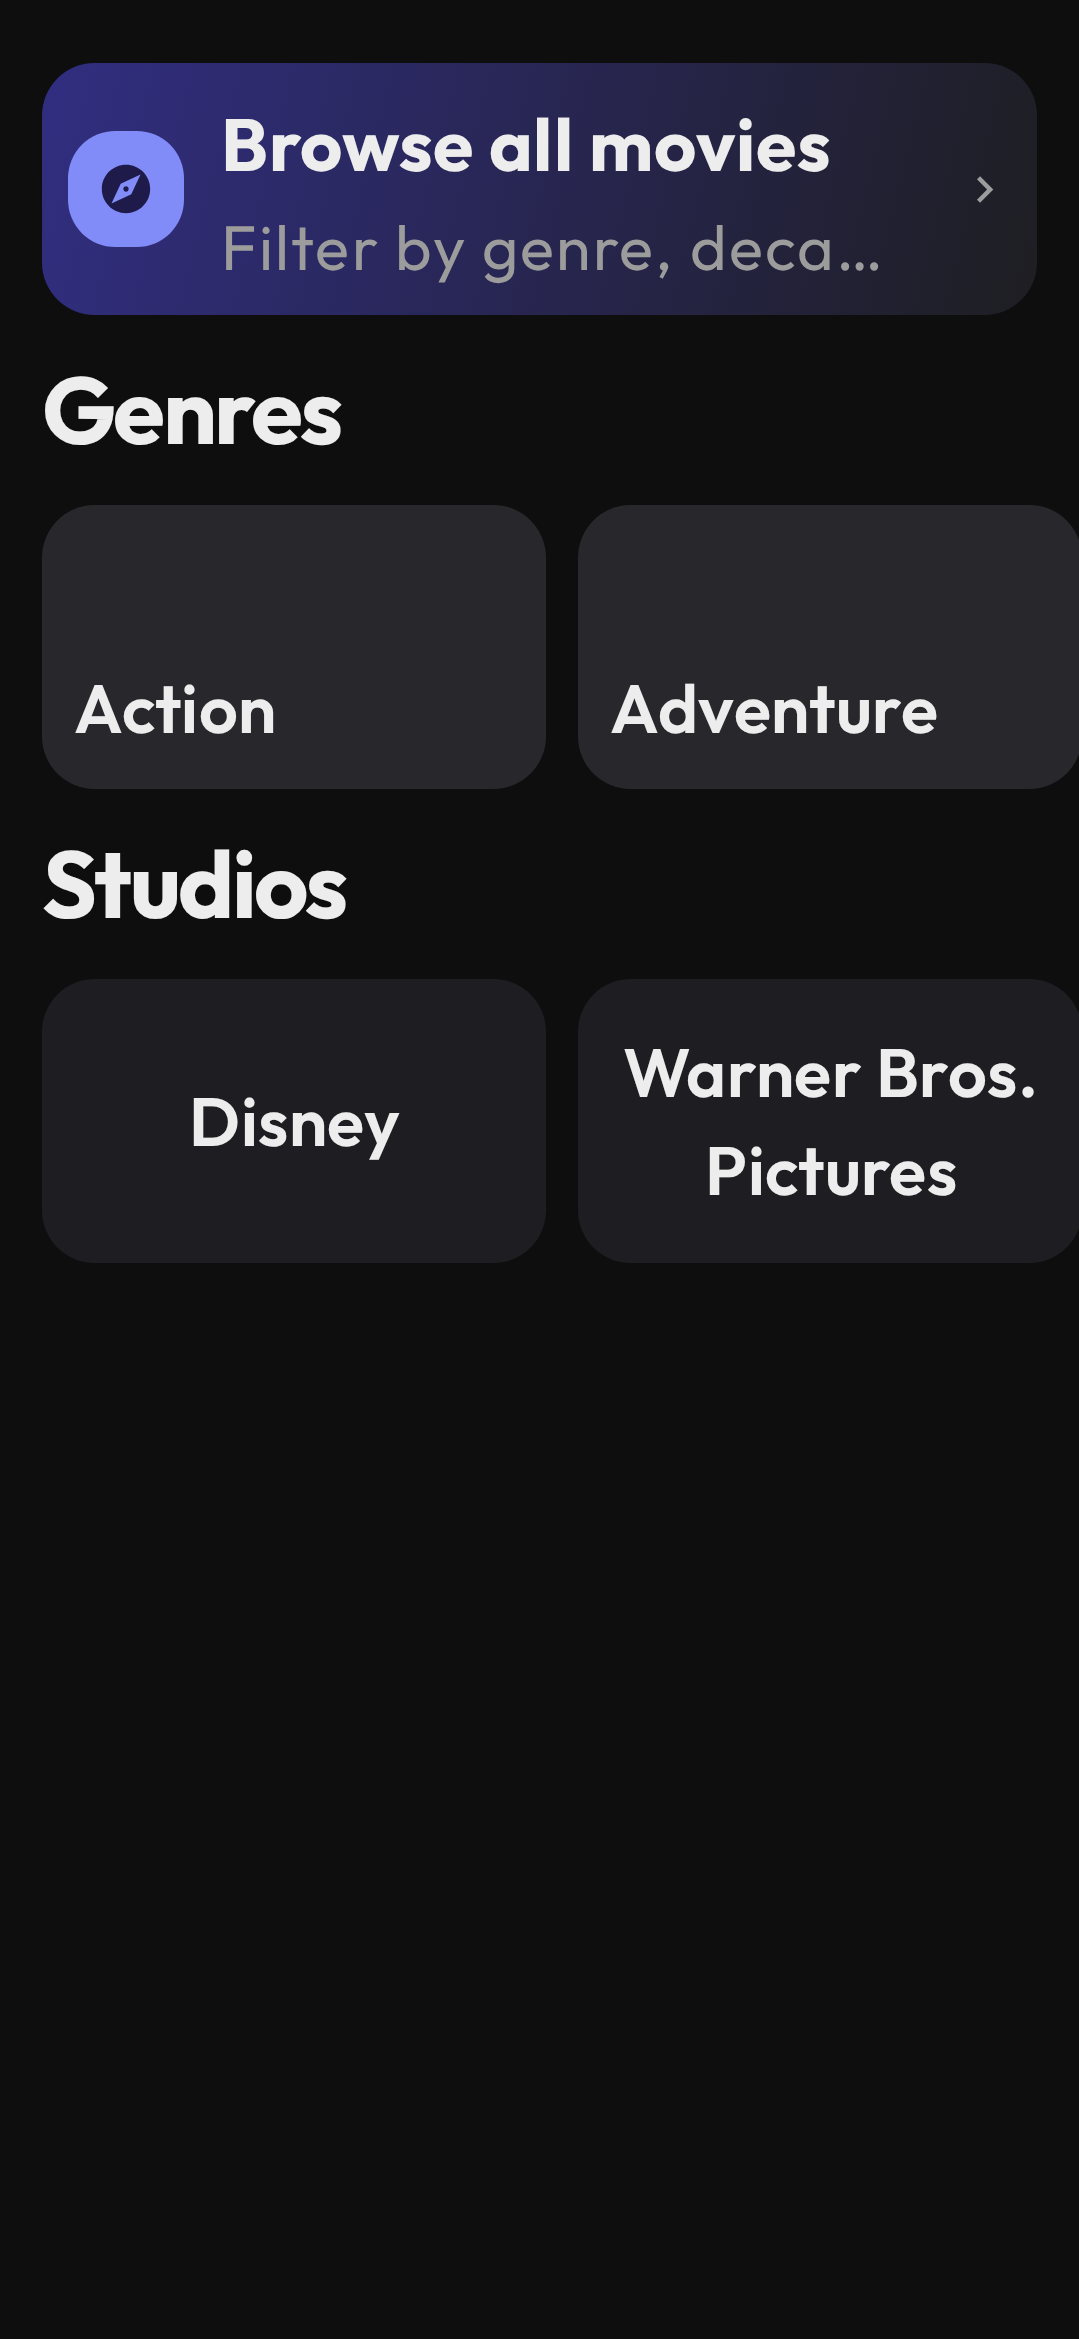 Browse all movies
Filter by genre, deca…
Genres
Action
Adventure
Studios
Disney
Warner Bros.
Pictures